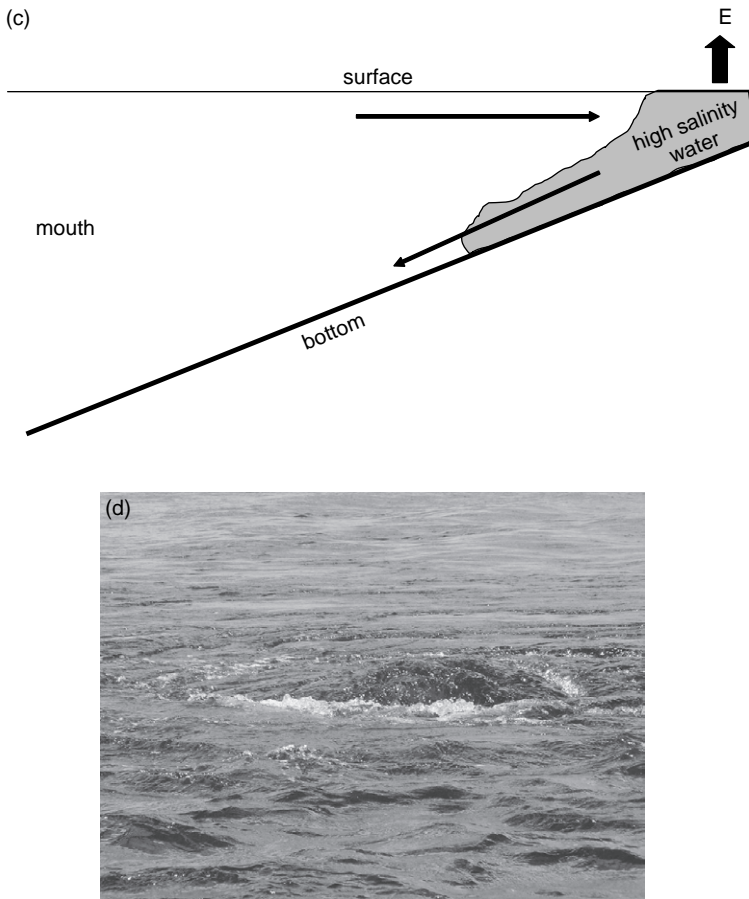 (c)
E
surface
high salinity
water
mouth
bottom
(d)